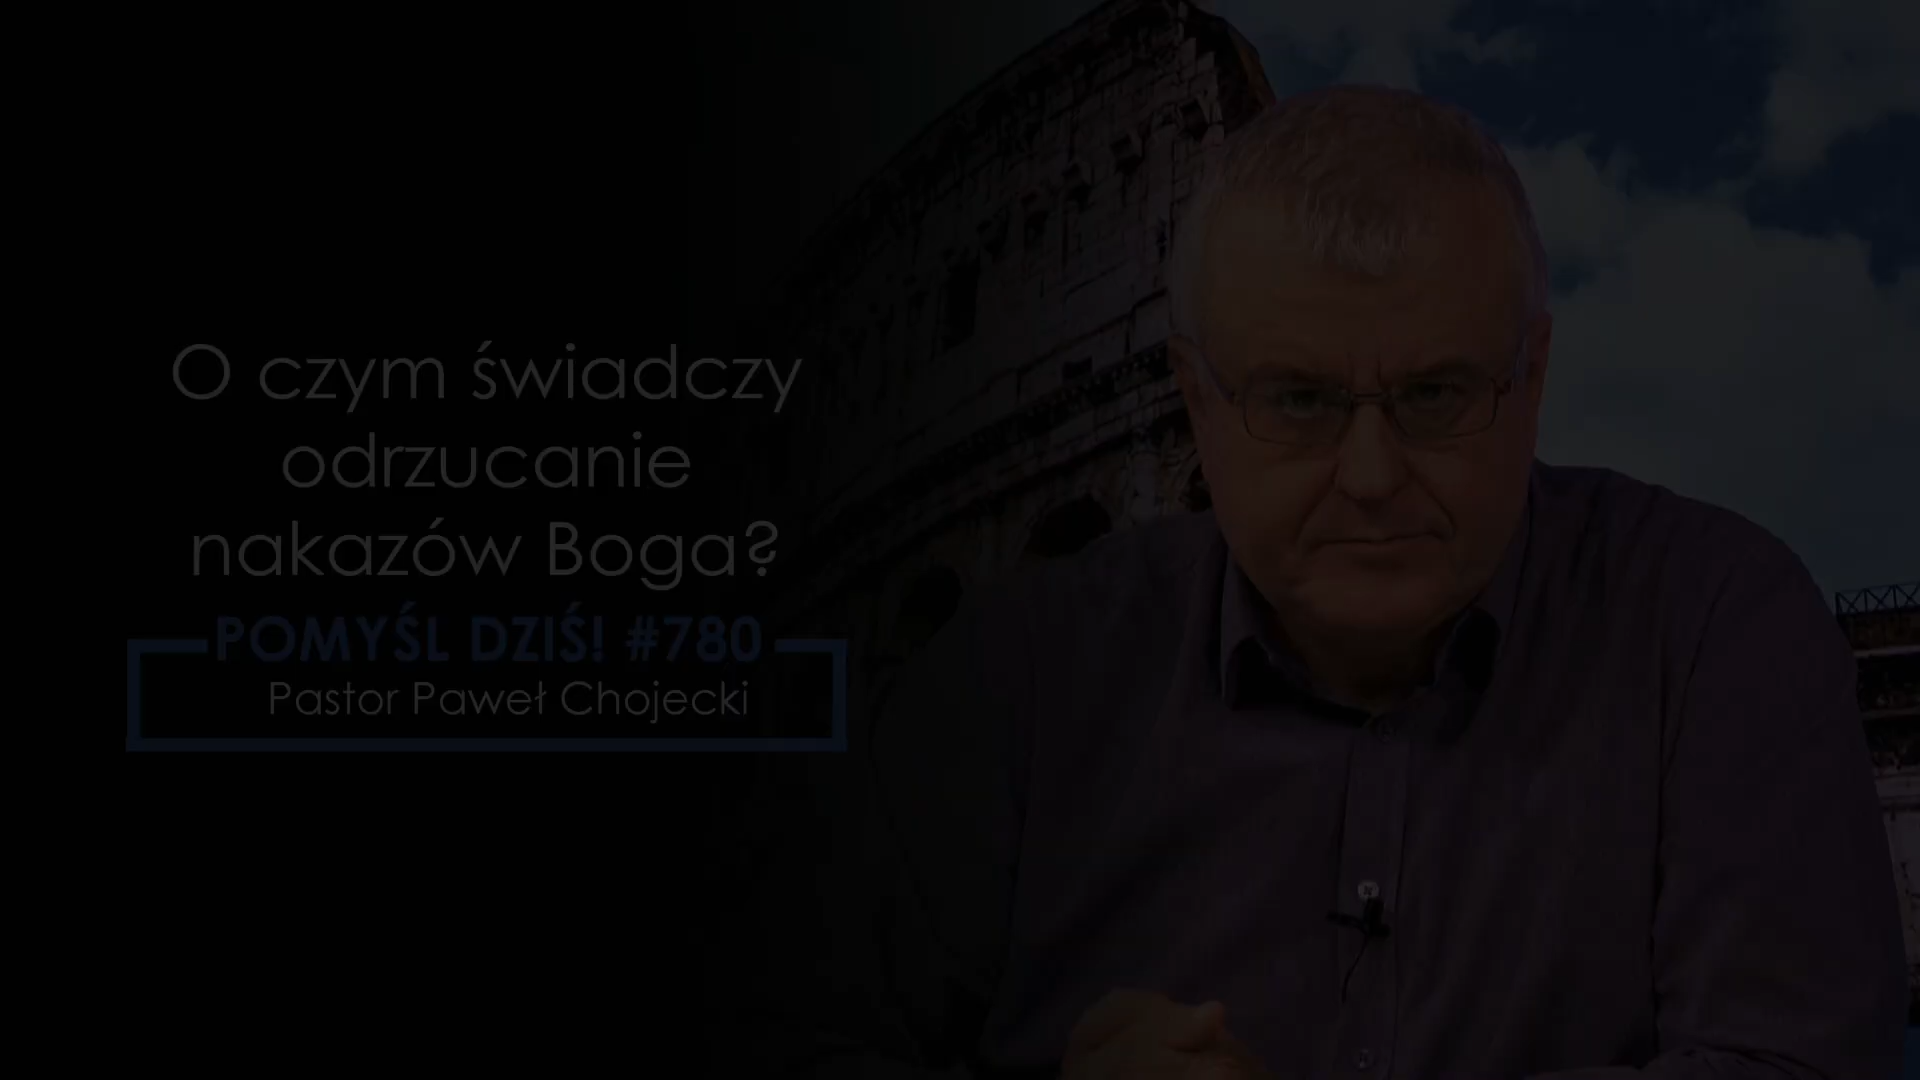 O czym świadczy
odrzucanie
nakazów Boga?
POMYŚL DZIŚ! #780
Pastor Paweł Chojecki